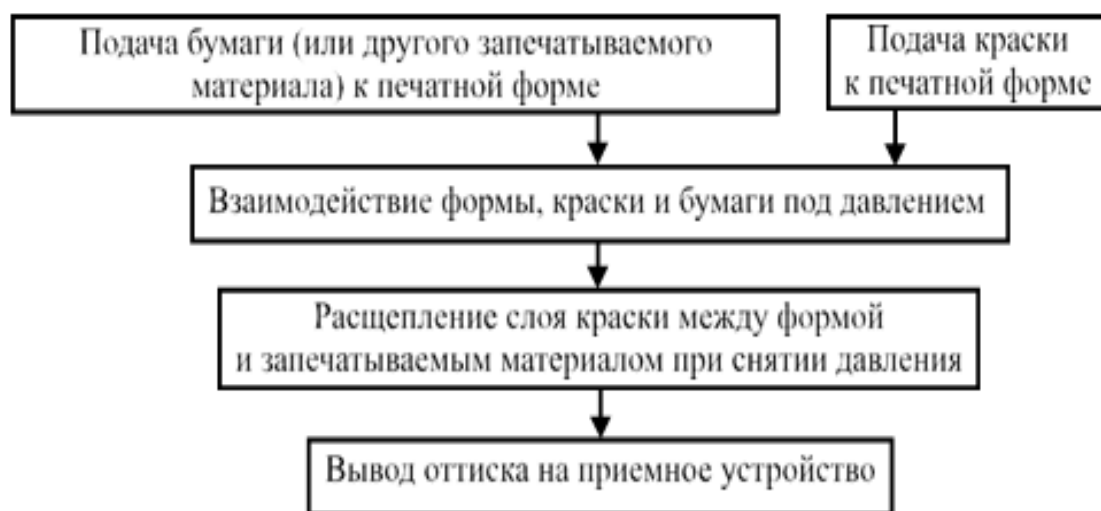 Подача бумаги (или другого запечатываемого
материала) к печатной форме
Подача краски
к печатной форме
Взаимодействие формы, краски и бумаги под давлением
Расщепление слоя краски между формой
и запечатываемым материалом при снятии давления
Вывод оттиска на приемное устройство